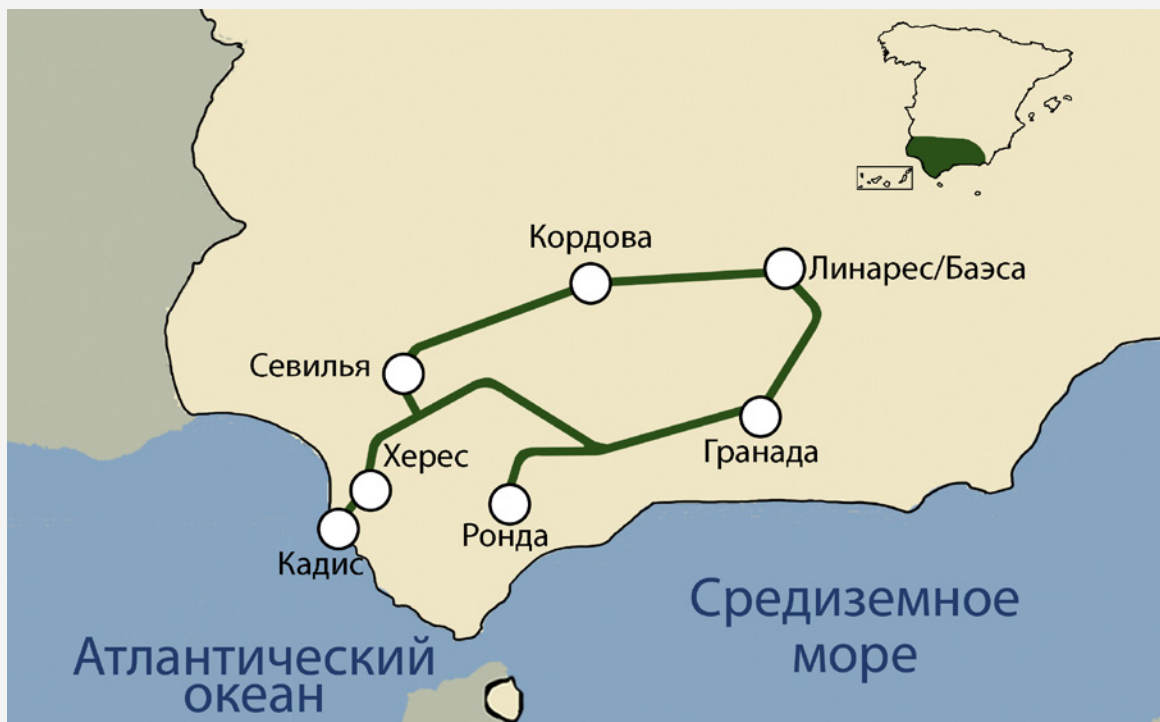 Кордова
Линарес/Баэса
Севилья
Херес
Гранада
Ронда
Кадис
Средиземное
море
Атлантический
океан